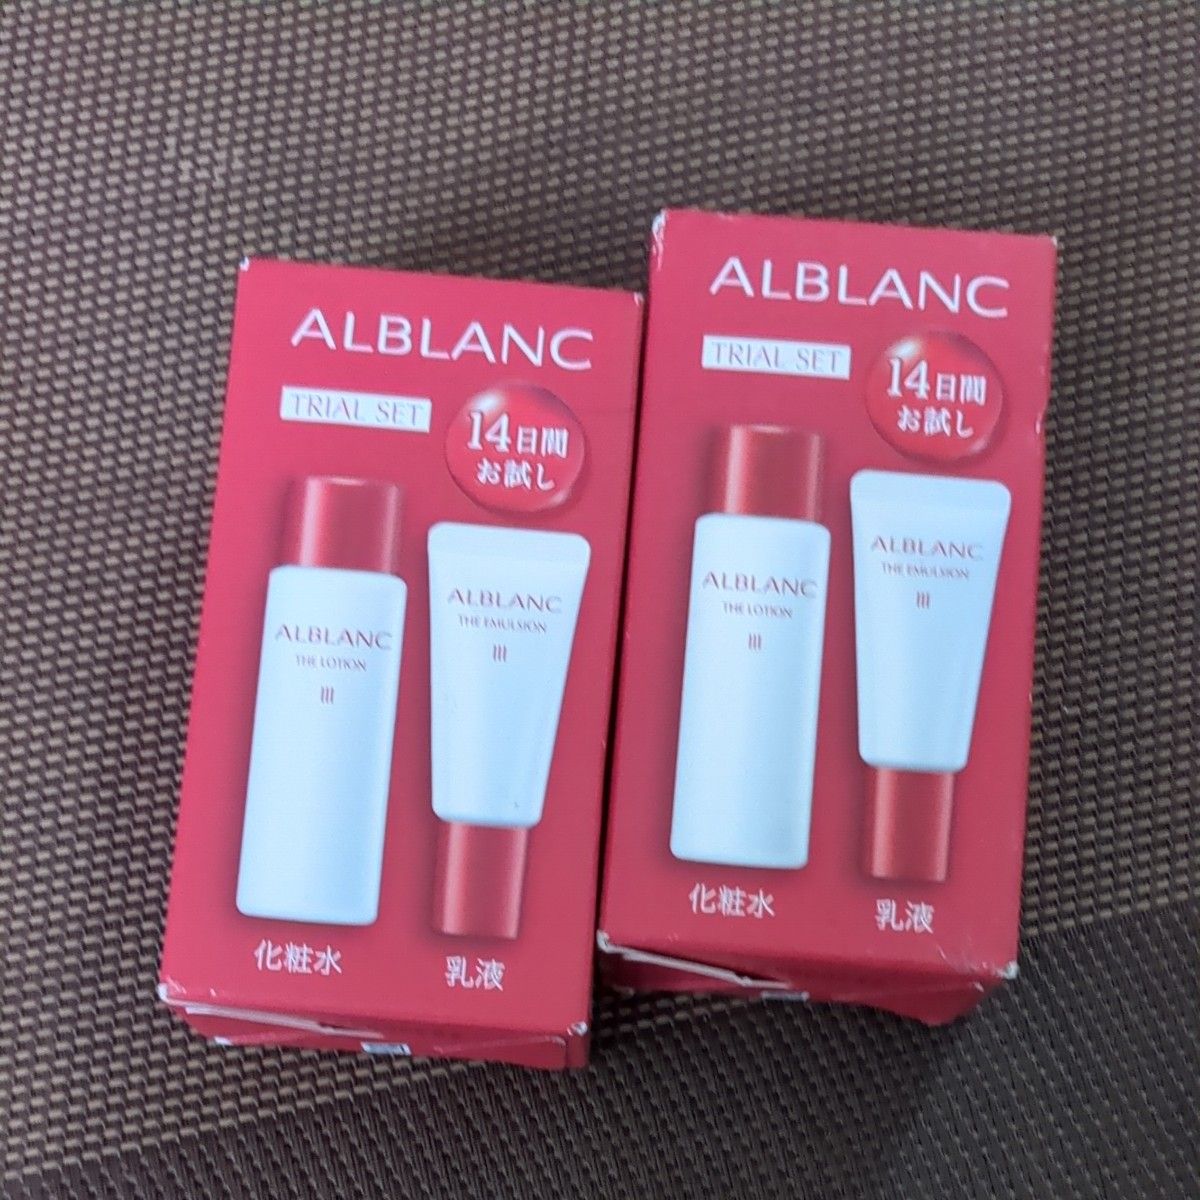 ALBLANC
TRIAL SET
14日間
お試し
ALBLANC
THE LOTION
III
ALBLANC
THE EMULSION
III
化粧水
乳液
ALBLANC
TRIAL SET
14日間
お試し
ALBLANC
THE LOTION
III
ALBLANC
THE EMULSION
III
化粧水
乳液